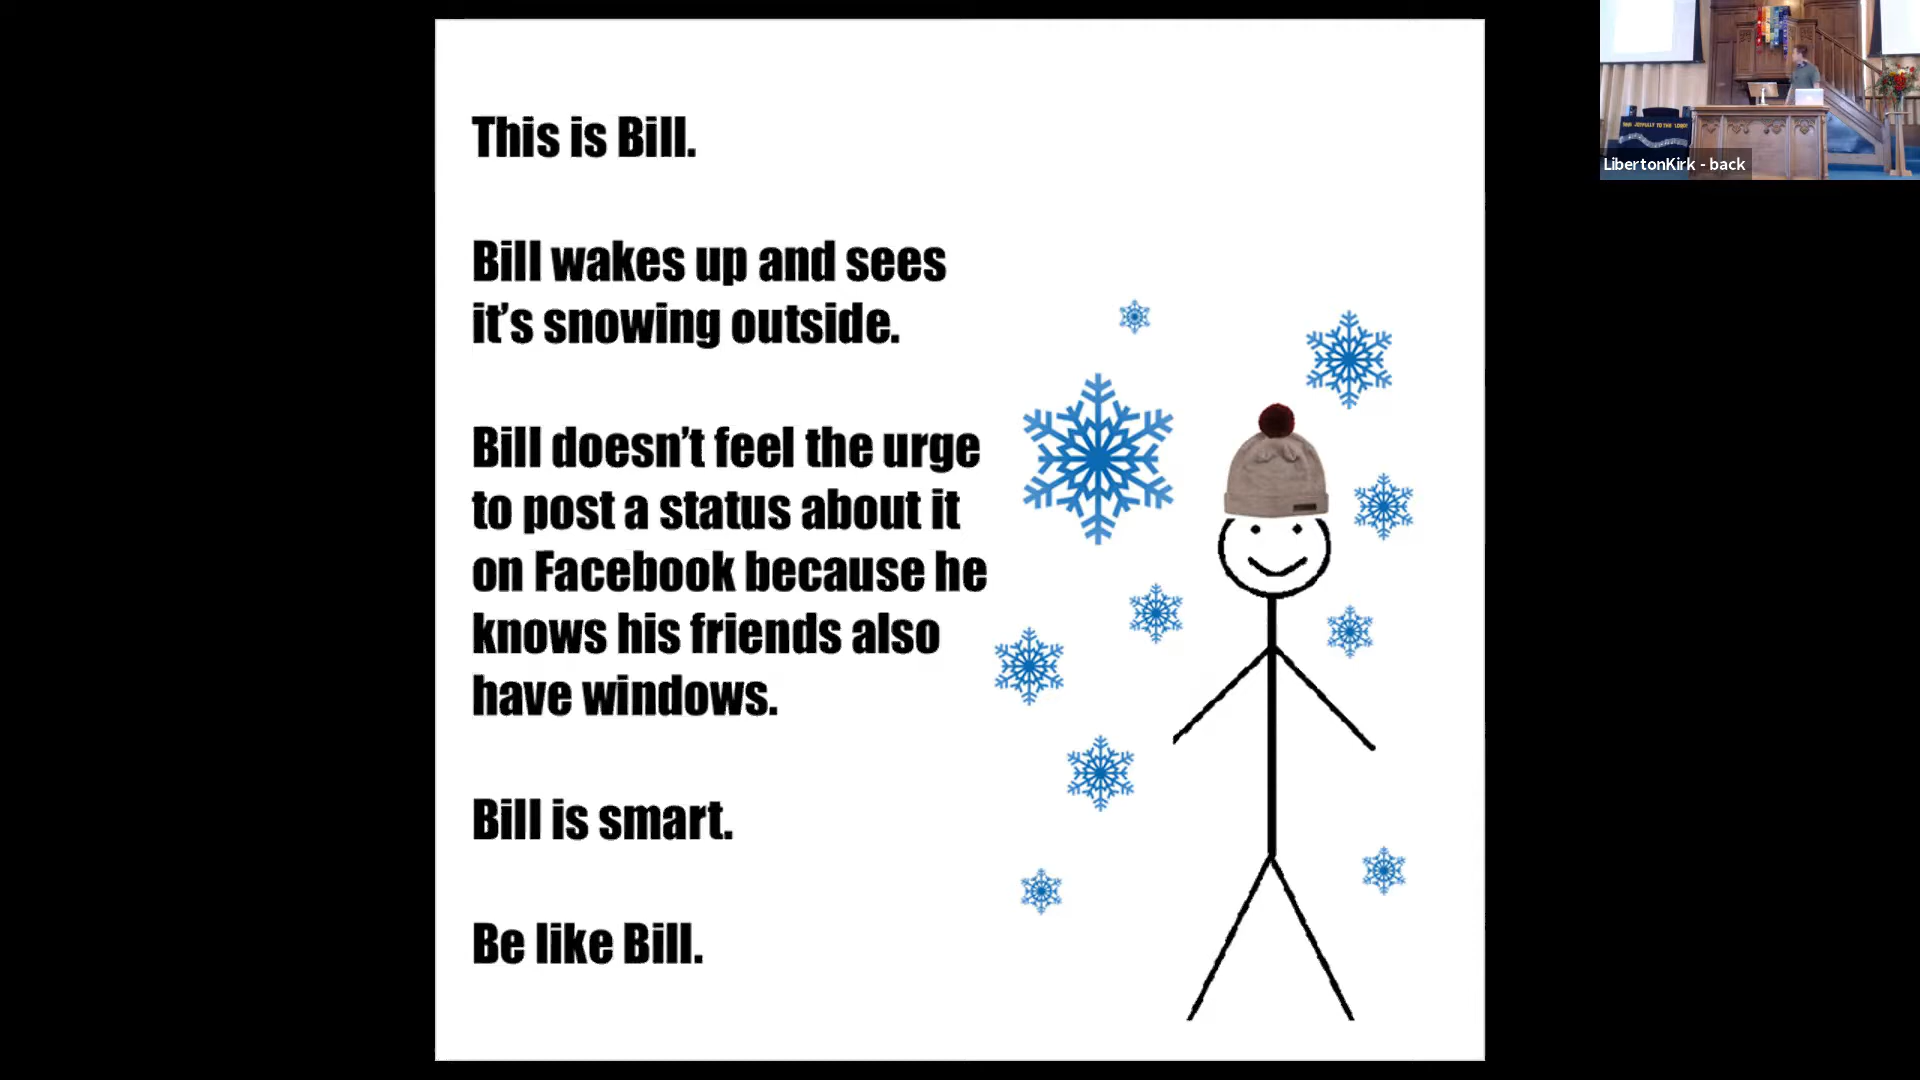 This is Bill.
Bill wakes up and sees
it's snowing outside.
Bill doesn't feel the urge
to post a status about it
on Facebook because he
knows his friends also
have windows.
Bill is smart.
Be like Bill.
LibertonKirk - back